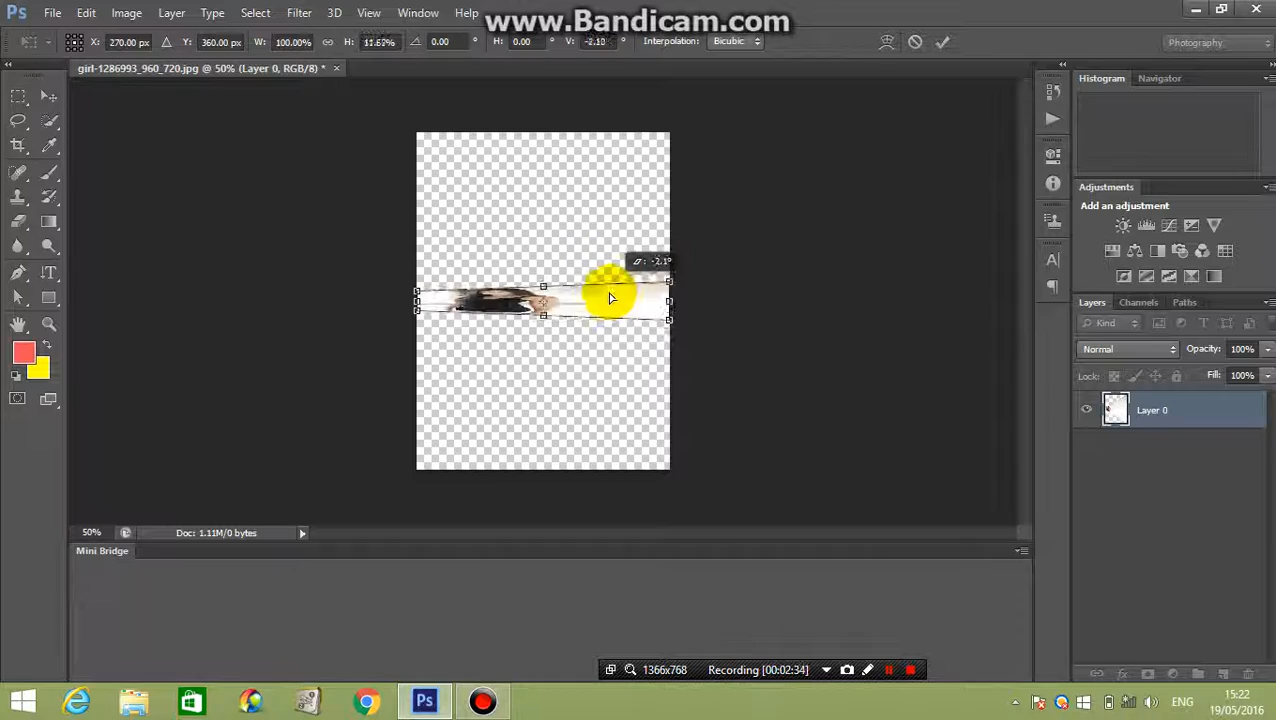 www.Bandicam.com
Ps File Edit Image Layer Type Select Filter 3D View Window Help
X: 270.00 px Y: 360.00 px W: 100.00% H: 11.69% 0.00 ° H: 0.00 ° V: -2.10 ° Interpolation: Bicubic Photography
girl-1286993_960_720.jpg @ 50% (Layer 0, RGB/8) * ×
Histogram Navigator
Adjustments
Add an adjustment
: -2.1°
Layers Channels Paths
Kind
Normal Opacity: 100%
Lock: Fill: 100%
Layer 0
50% Doc: 1.11M/0 bytes
Mini Bridge
1366x768 Recording [00:02:34]
Ps ENG 15:22
19/05/2016